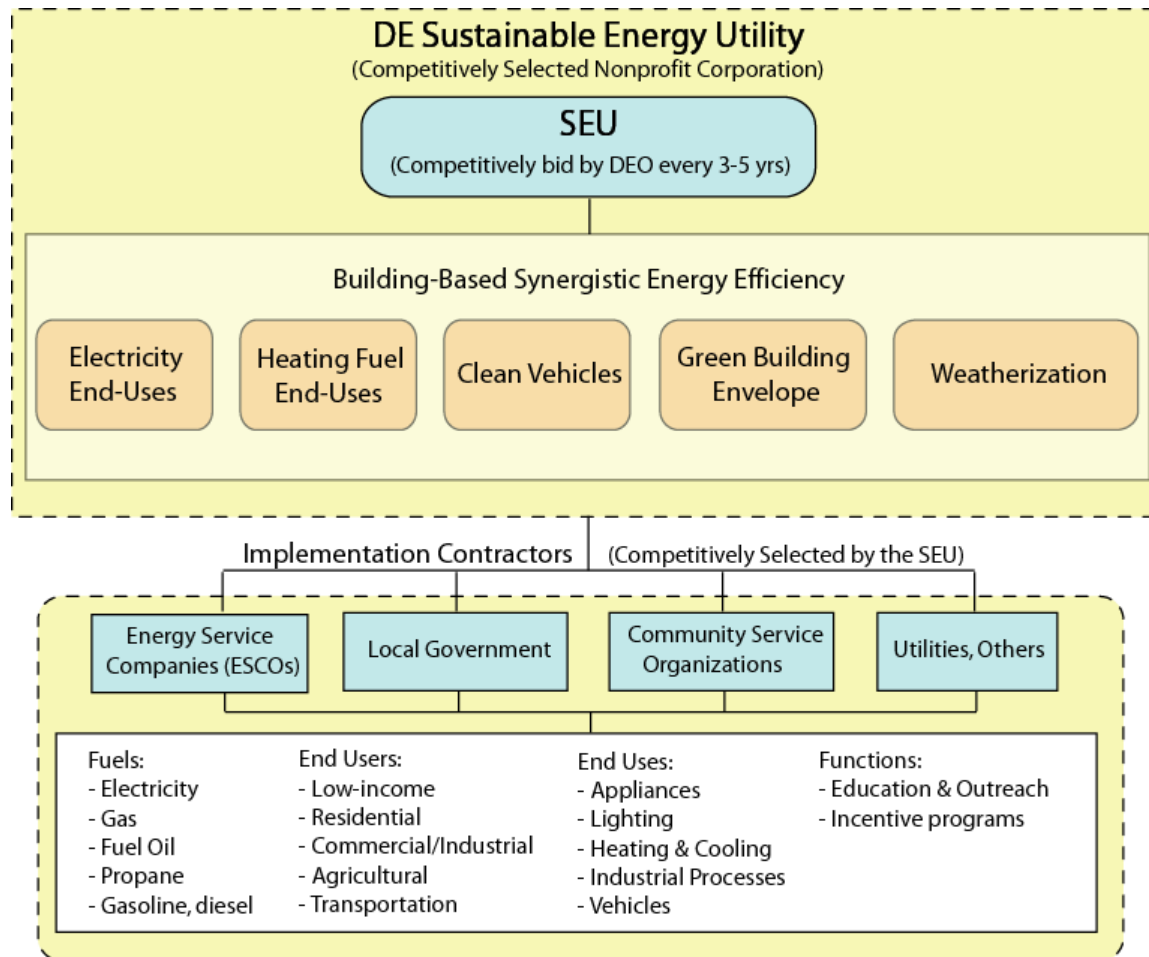 DE Sustainable Energy Utility
(Competitively Selected Nonprofit Corporation)
SEU
(Competitively bid by DEO every 3-5 yrs)
Building-Based Synergistic Energy Efficiency
Electricity
End-Uses
Heating Fuel
End-Uses
Clean Vehicles
Green Building
Envelope
Weatherization
Implementation Contractors
(Competitively Selected by the SEU)
Energy Service
Companies (ESCOs)
Local Government
Community Service
Organizations
Utilities, Others
Fuels:
- Electricity
- Gas
- Fuel Oil
- Propane
- Gasoline, diesel
End Users:
- Low-income
- Residential
- Commercial/Industrial
- Agricultural
- Transportation
End Uses:
- Appliances
- Lighting
- Heating & Cooling
- Industrial Processes
- Vehicles
Functions:
- Education & Outreach
- Incentive programs